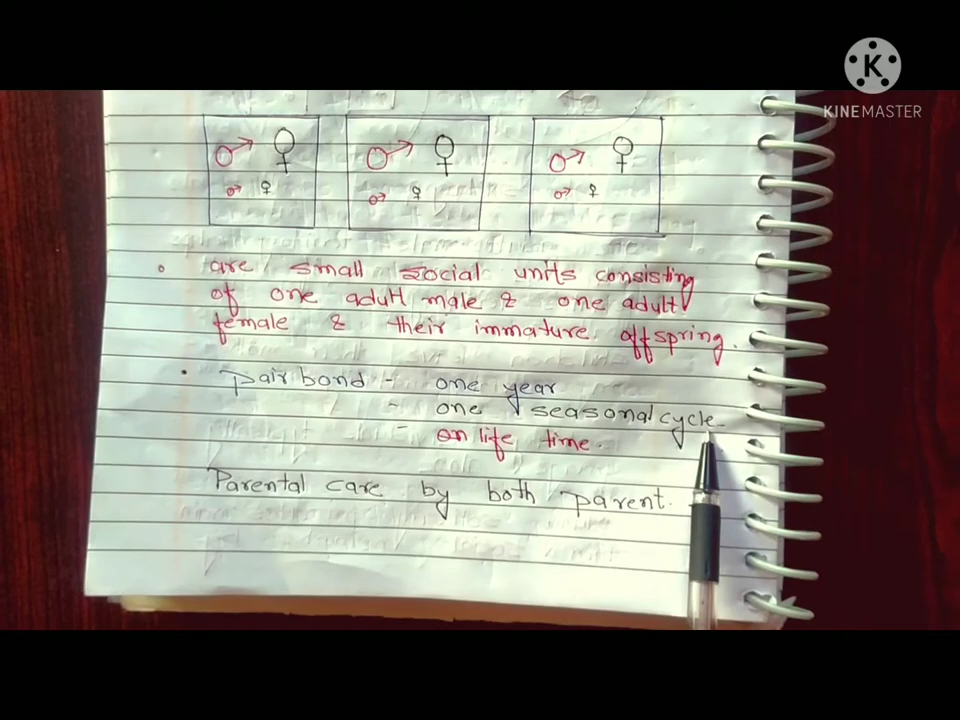 KINEMASTER
are small social units consisting
of one adult male & one adult
female & their immature offspring.
pair bond - one year
- one seasonal cycle
- on life time.
Parental care by both parent.